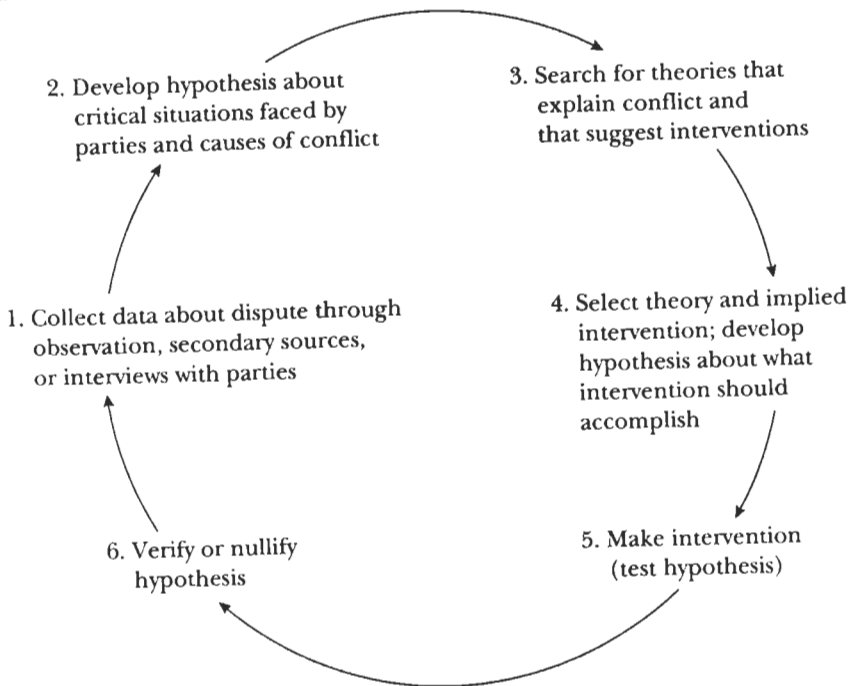 2. Develop hypothesis about
critical situations faced by
parties and causes of conflict
3. Search for theories that
explain conflict and
that suggest interventions
1. Collect data about dispute through
observation, secondary sources,
or interviews with parties
4. Select theory and implied
intervention; develop
hypothesis about what
intervention should
accomplish
6. Verify or nullify
hypothesis
5. Make intervention
(test hypothesis)